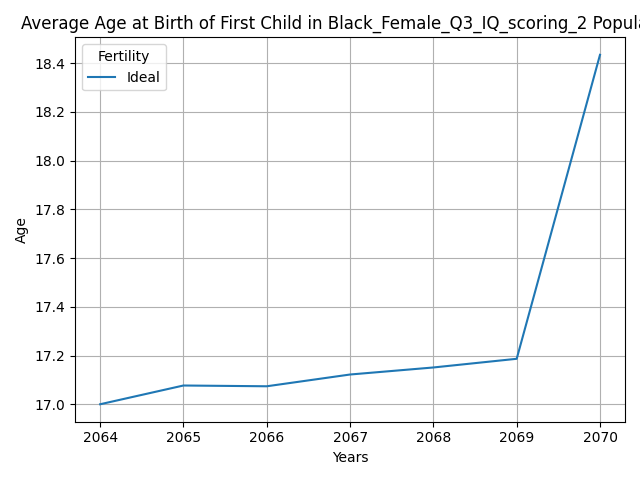 Average Age at Birth of First Child in Black_Female_Q3_IQ_scoring_2 Popula
Fertility
Ideal
18.4
18.2
18.0
17.8
17.6
17.4
17.2
17.0
Age
2064 2065 2066 2067 2068 2069 2070
Years